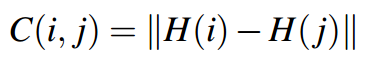 C(i, j) = ‖H(i) − H(j)‖